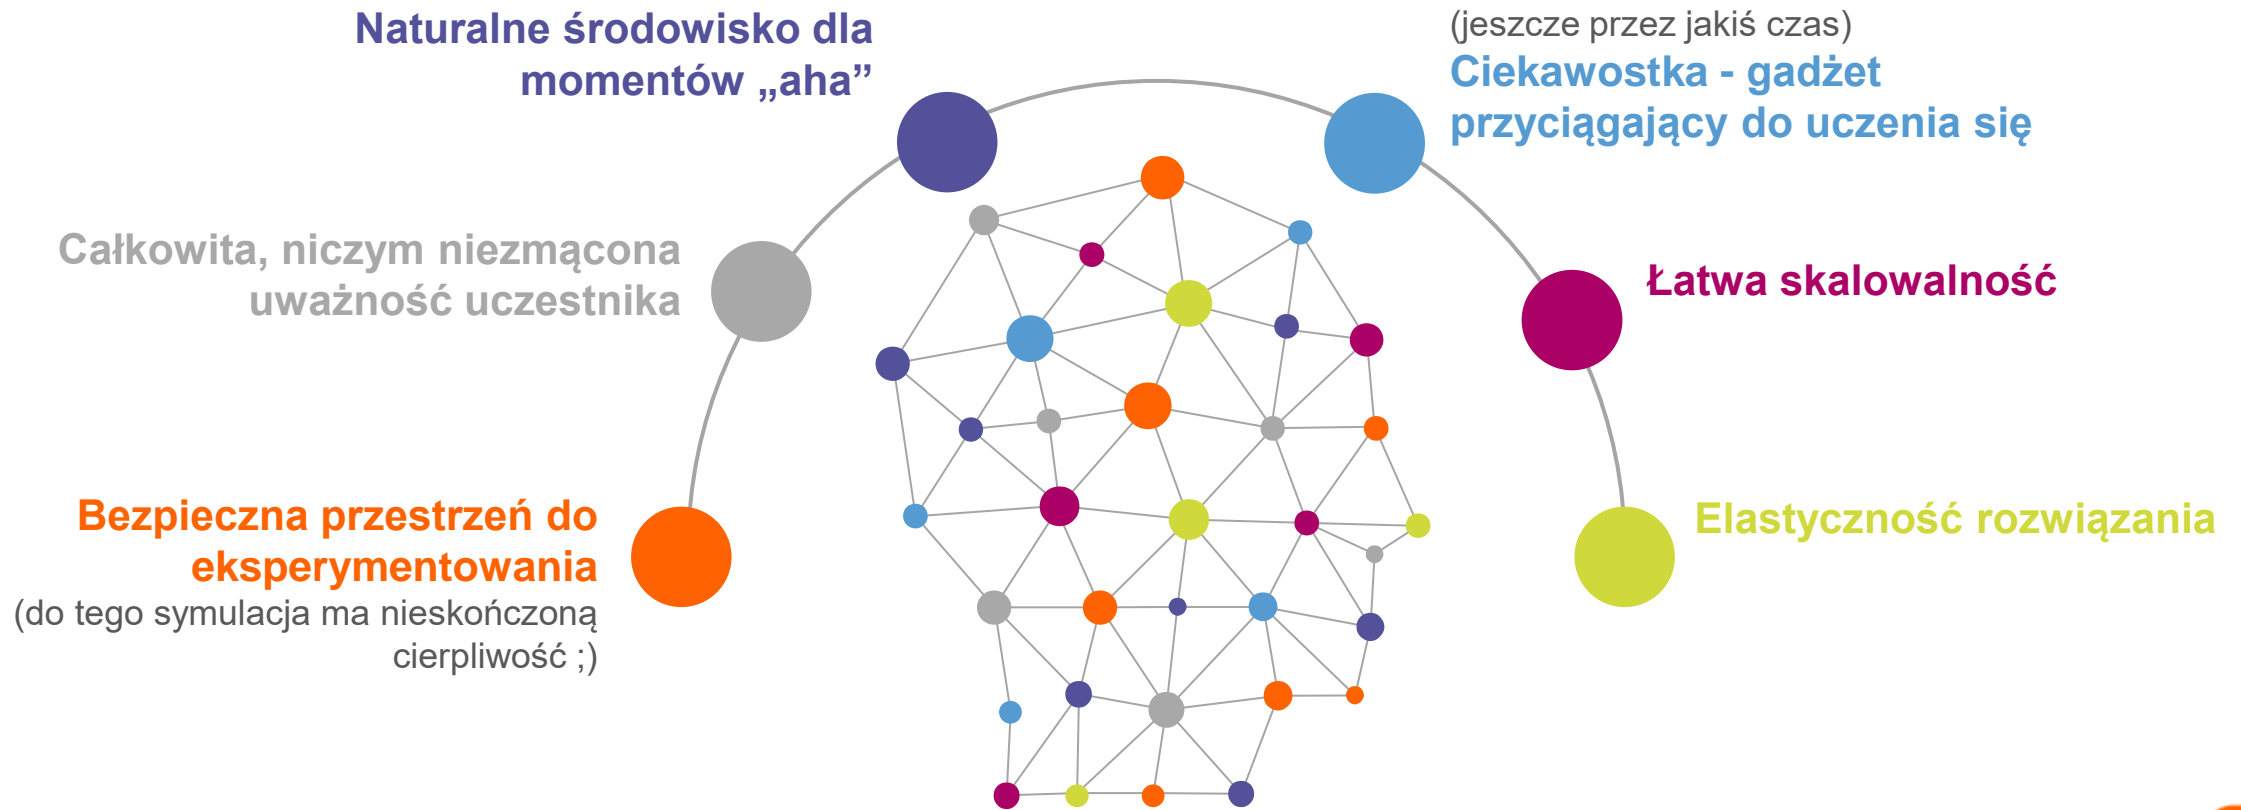 Naturalne środowisko dla
momentów „aha”
(jeszcze przez jakiś czas)
Ciekawostka - gadżet
przyciągający do uczenia się
Całkowita, niczym niezmącona
uważność uczestnika
Łatwa skalowalność
Bezpieczna przestrzeń do
eksperymentowania
(do tego symulacja ma nieskończoną
cierpliwość ;)
Elastyczność rozwiązania